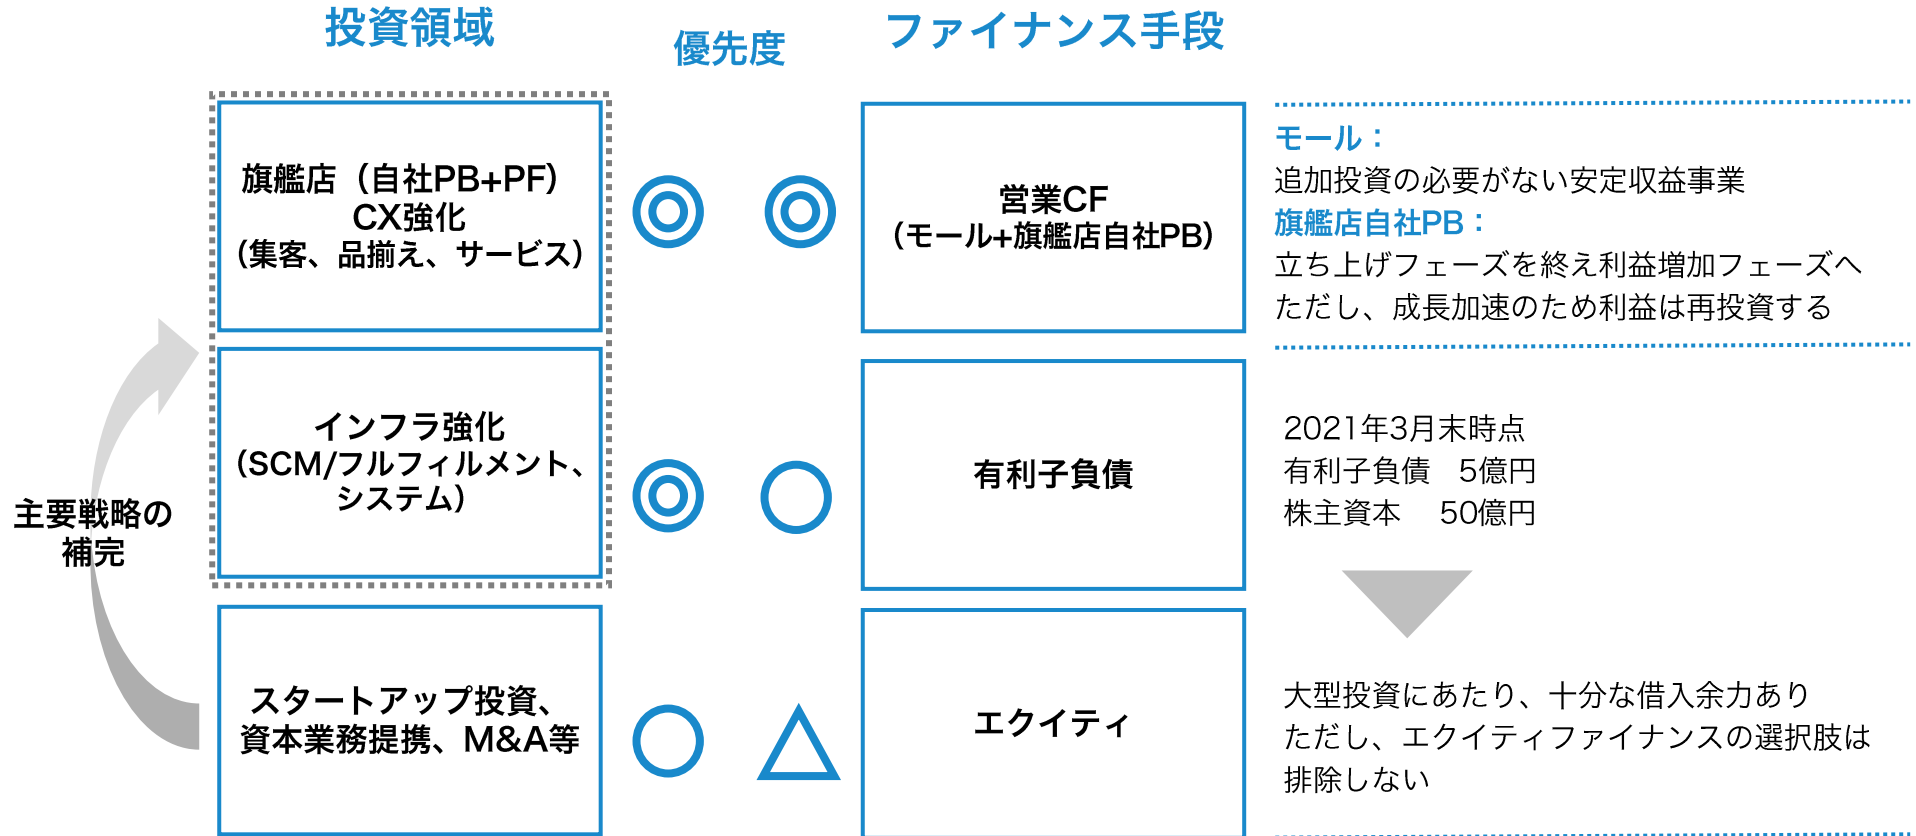 投資領域
優先度
ファイナンス手段
旗艦店（自社PB+PF）
CX強化
（集客、品揃え、サービス）
営業CF
（モール+旗艦店自社PB）
モール：
追加投資の必要がない安定収益事業
旗艦店自社PB：
立ち上げフェーズを終え利益増加フェーズへ
ただし、成長加速のため利益は再投資する
インフラ強化
（SCM/フルフィルメント、
システム）
有利子負債
2021年3月末時点
有利子負債　5億円
株主資本　 50億円
主要戦略の
補完
スタートアップ投資、
資本業務提携、M&A等
エクイティ
大型投資にあたり、十分な借入余力あり
ただし、エクイティファイナンスの選択肢は
排除しない